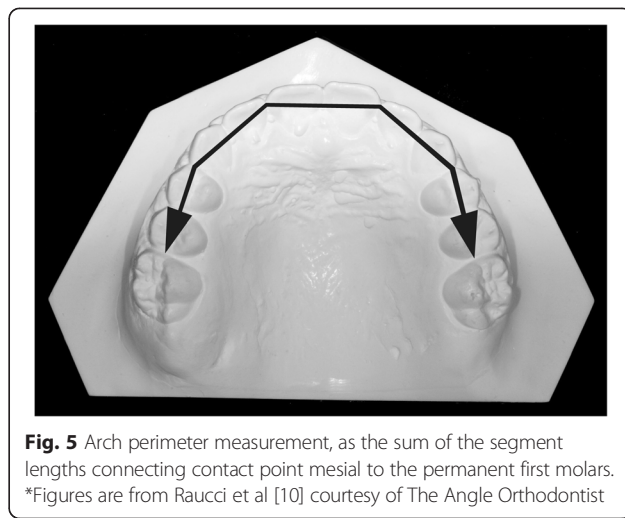 Fig. 5 Arch perimeter measurement, as the sum of the segment
lengths connecting contact point mesial to the permanent first molars.
*Figures are from Raucci et al [10] courtesy of The Angle Orthodontist